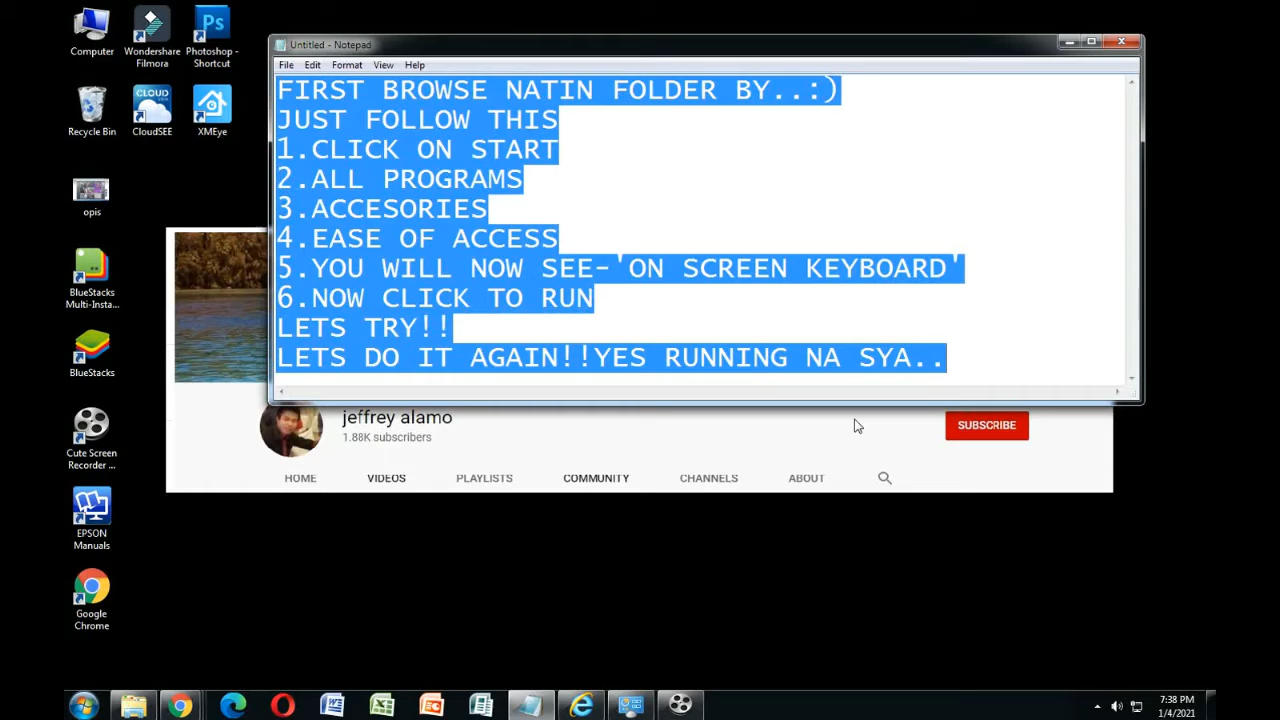 Computer
Wondershare
Filmora
Photoshop -
Shortcut
Ps
Recycle Bin
CLOUD
SEE
CloudSEE
XMEye
opis
BlueStacks
Multi-Insta...
BlueStacks
Cute Screen
Recorder ...
EPSON
Manuals
Google
Chrome
Untitled - Notepad
File Edit Format View Help
FIRST BROWSE NATIN FOLDER BY..:)
JUST FOLLOW THIS
1.CLICK ON START
2.ALL PROGRAMS
3.ACCESORIES
4.EASE OF ACCESS
5.YOU WILL NOW SEE-'ON SCREEN KEYBOARD'
6.NOW CLICK TO RUN
LETS TRY!!
LETS DO IT AGAIN!!YES RUNNING NA SYA..
jeffrey alamo
1.88K subscribers
SUBSCRIBE
HOME VIDEOS PLAYLISTS COMMUNITY CHANNELS ABOUT
7:38 PM
1/4/2021